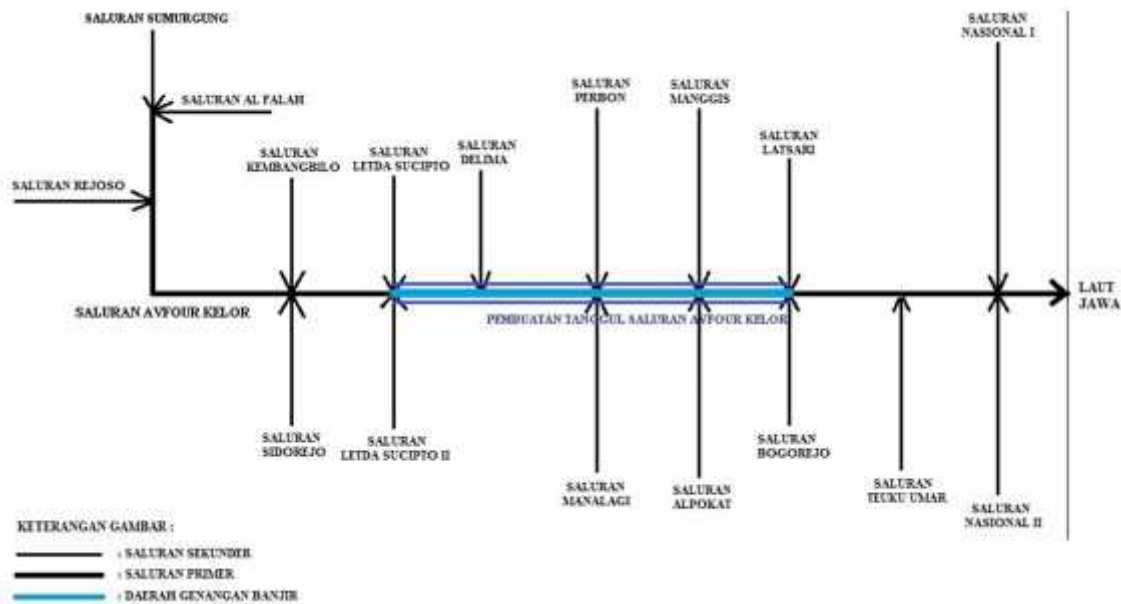 SALURAN SUMURGUNG
SALURAN
NASIONAL I
SALURAN AL FALAH
SALURAN
PERBON
SALURAN
MANGGIS
SALURAN
KEMBANGBILO
SALURAN
LETDA SUCIPTO
SALURAN
DELIMA
SALURAN
LATSARI
SALURAN REJOSO
SALURAN AVFOUR KELOR
PEMBUATAN TANGGUL SALURAN AVFOUR KELOR
LAUT
JAWA
SALURAN
SIDOREJO
SALURAN
LETDA SUCIPTO II
SALURAN
MANALAGI
SALURAN
ALPOKAT
SALURAN
BOGOREJO
SALURAN
TEUKU UMAR
SALURAN
NASIONAL II
KETERANGAN GAMBAR :
: SALURAN SEKUNDER
: SALURAN PRIMER
: DAERAH GENANGAN BANJIR